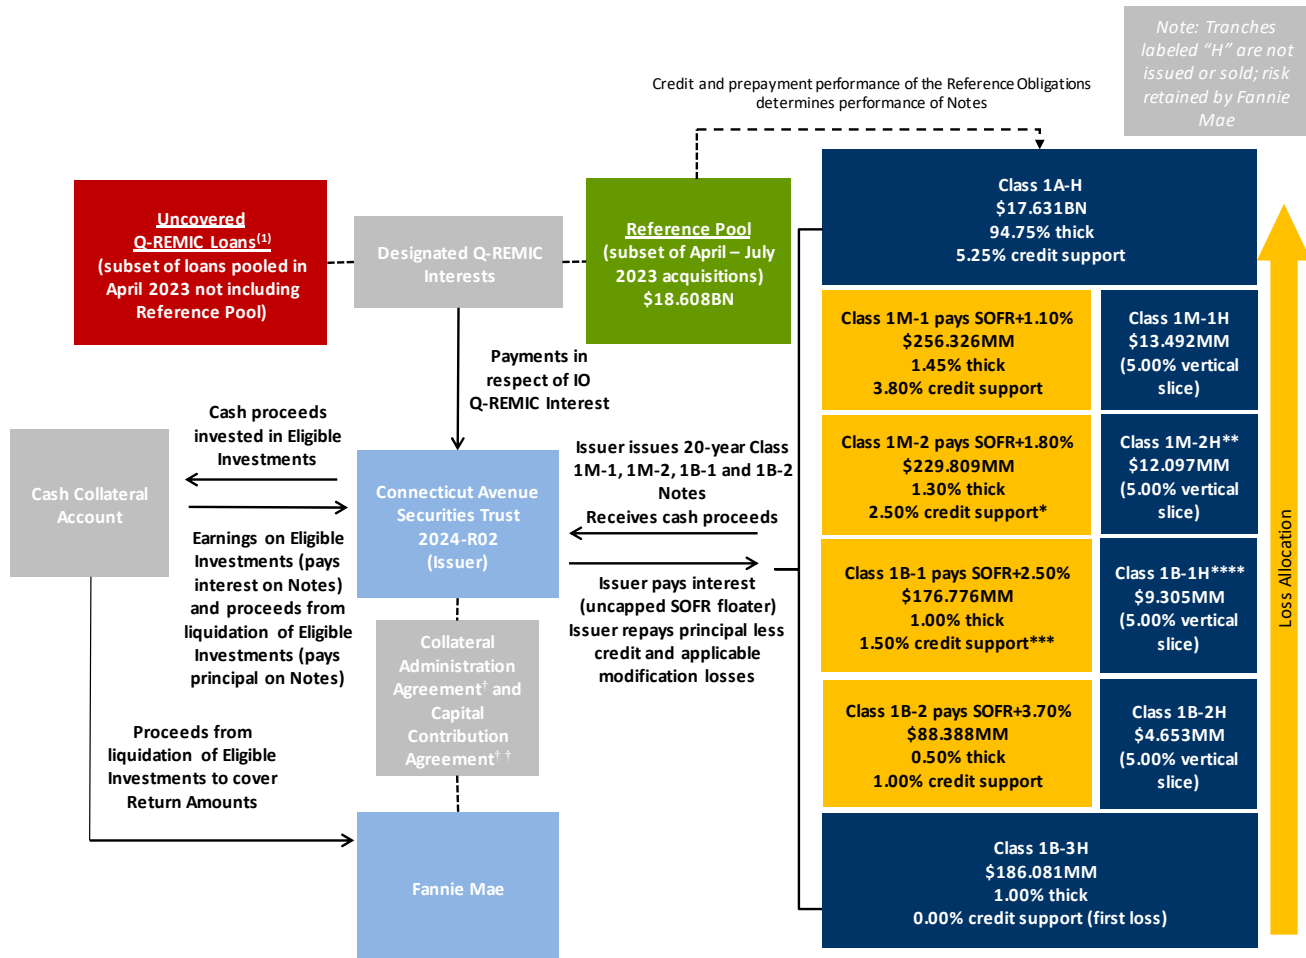 Note: Tranches
labeled “H” are not
issued or sold; risk
retained by Fannie
Mae
Credit and prepayment performance of the Reference Obligations
determines performance of Notes
Uncovered
Q-REMIC Loans(1)
(subset of loans pooled in
April 2023 not including
Reference Pool)
Designated Q-REMIC
Interests
Reference Pool
(subset of April – July
2023 acquisitions)
$18.608BN
Class 1A-H
$17.631BN
94.75% thick
5.25% credit support
Payments in
respect of IO
Q-REMIC Interest
Class 1M-1 pays SOFR+1.10%
$256.326MM
1.45% thick
3.80% credit support
Class 1M-1H
$13.492MM
(5.00% vertical
slice)
Cash proceeds
invested in Eligible
Investments
Cash Collateral
Account
Connecticut Avenue
Securities Trust
2024-R02
(Issuer)
Issuer issues 20-year Class
1M-1, 1M-2, 1B-1 and 1B-2
Notes
Receives cash proceeds
Class 1M-2 pays SOFR+1.80%
$229.809MM
1.30% thick
2.50% credit support*
Class 1M-2H**
$12.097MM
(5.00% vertical
slice)
Earnings on Eligible
Investments (pays
interest on Notes)
and proceeds from
liquidation of Eligible
Investments (pays
principal on Notes)
Issuer pays interest
(uncapped SOFR floater)
Issuer repays principal less
credit and applicable
modification losses
Class 1B-1 pays SOFR+2.50%
$176.776MM
1.00% thick
1.50% credit support***
Class 1B-1H****
$9.305MM
(5.00% vertical
slice)
Loss Allocation
Collateral
Administration
Agreement† and
Capital
Contribution
Agreement† †
Class 1B-2 pays SOFR+3.70%
$88.388MM
0.50% thick
1.00% credit support
Class 1B-2H
$4.653MM
(5.00% vertical
slice)
Proceeds from
liquidation of Eligible
Investments to cover
Return Amounts
Fannie Mae
Class 1B-3H
$186.081MM
1.00% thick
0.00% credit support (first loss)